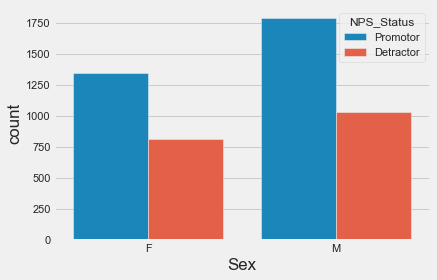 NPS_Status
Promotor
Detractor
1750
1500
1250
1000
750
500
250
0
count
F
M
Sex